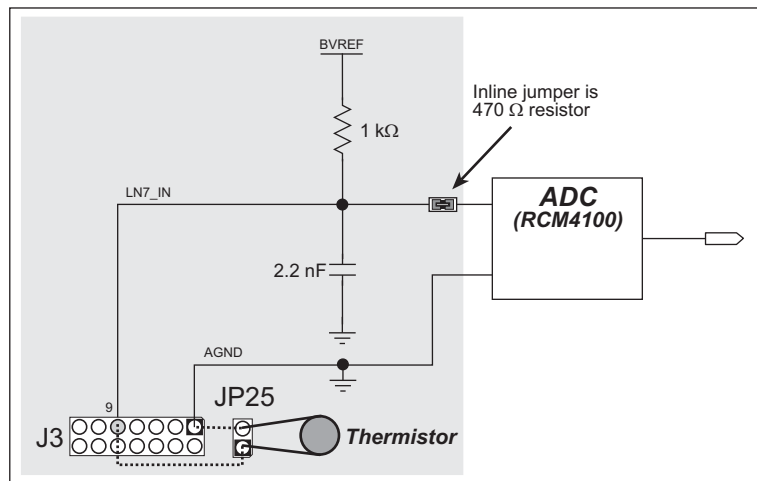 BVREF
Inline jumper is
470 Ω resistor
1 kΩ
LN7_IN
ADC
(RCM4100)
2.2 nF
AGND
9
JP25
J3
Thermistor